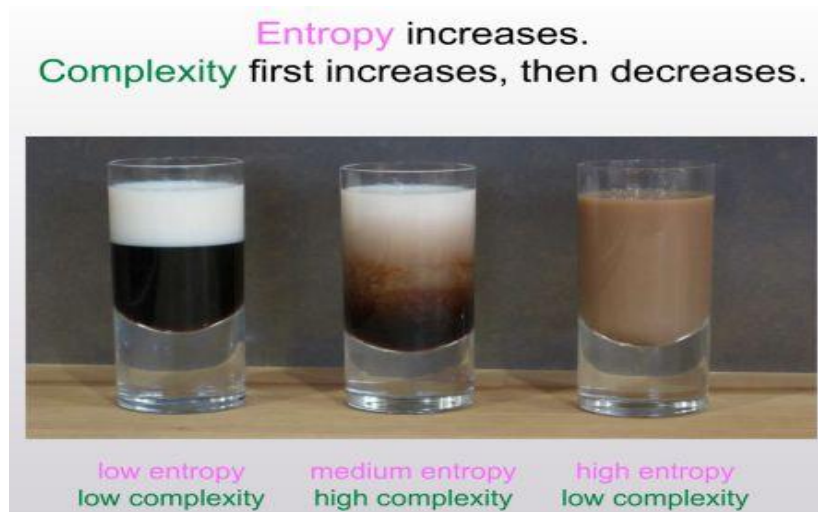 Entropy increases.
Complexity first increases, then decreases.
low entropy medium entropy high entropy
low complexity high complexity low complexity